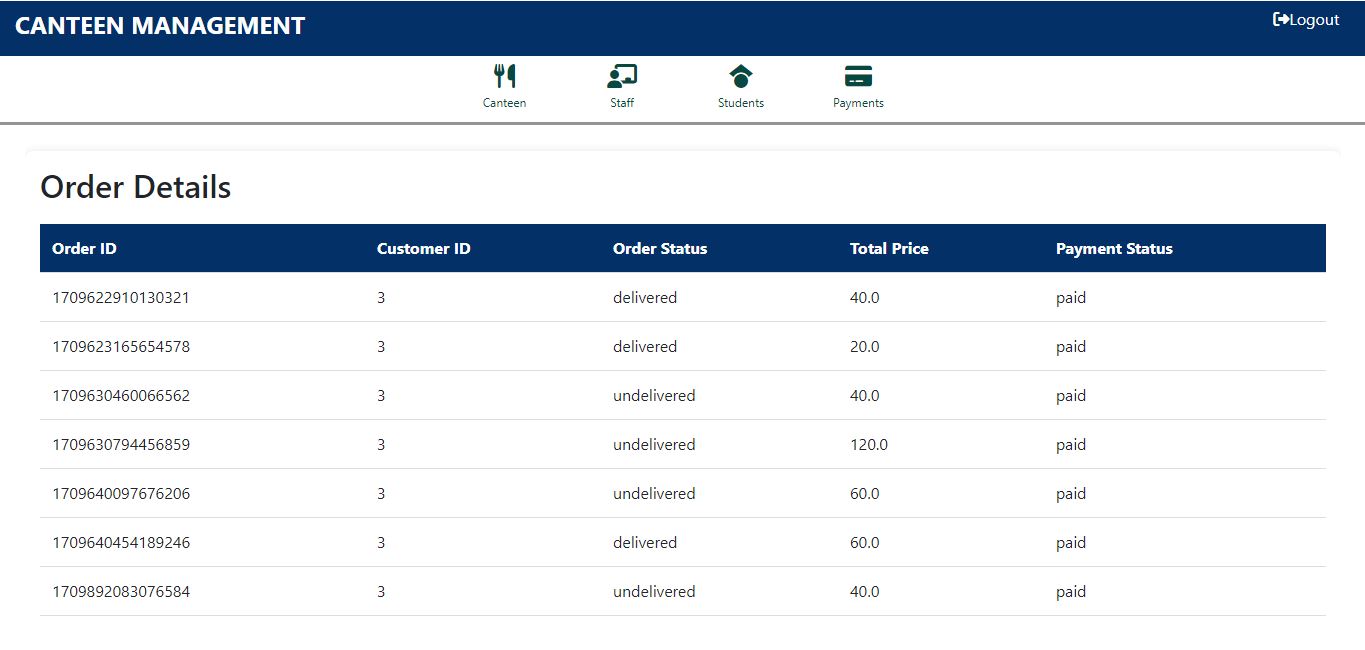 CANTEEN MANAGEMENT Logout
Canteen Staff Students Payments
Order Details
Order ID Customer ID Order Status Total Price Payment Status
1709622910130321 3 delivered 40.0 paid
1709623165654578 3 delivered 20.0 paid
1709630460066562 3 undelivered 40.0 paid
1709630794456859 3 undelivered 120.0 paid
1709640097676206 3 undelivered 60.0 paid
1709640454189246 3 delivered 60.0 paid
1709892083076584 3 undelivered 40.0 paid